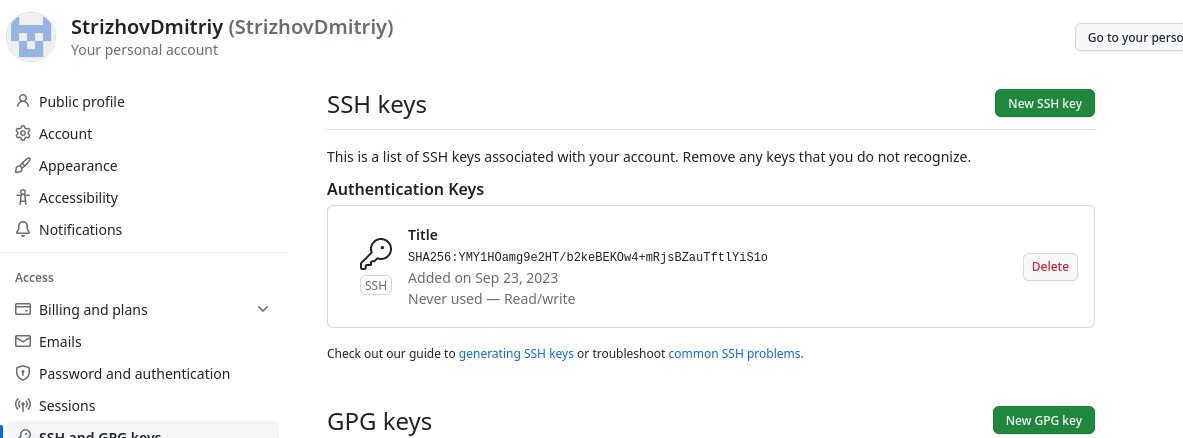 StrizhovDmitriy (StrizhovDmitriy)
Your personal account
Go to your perso
Public profile
Account
Appearance
Accessibility
Notifications
Access
Billing and plans
Emails
Password and authentication
Sessions
SSH and GPG keys
SSH keys
New SSH key
This is a list of SSH keys associated with your account. Remove any keys that you do not recognize.
Authentication Keys
Title
SHA256:YMY1HOamg9e2HT/b2keBEKOw4+mRjsBZauTftlYiS1o
Added on Sep 23, 2023
Never used — Read/write
SSH
Delete
Check out our guide to generating SSH keys or troubleshoot common SSH problems.
GPG keys
New GPG key